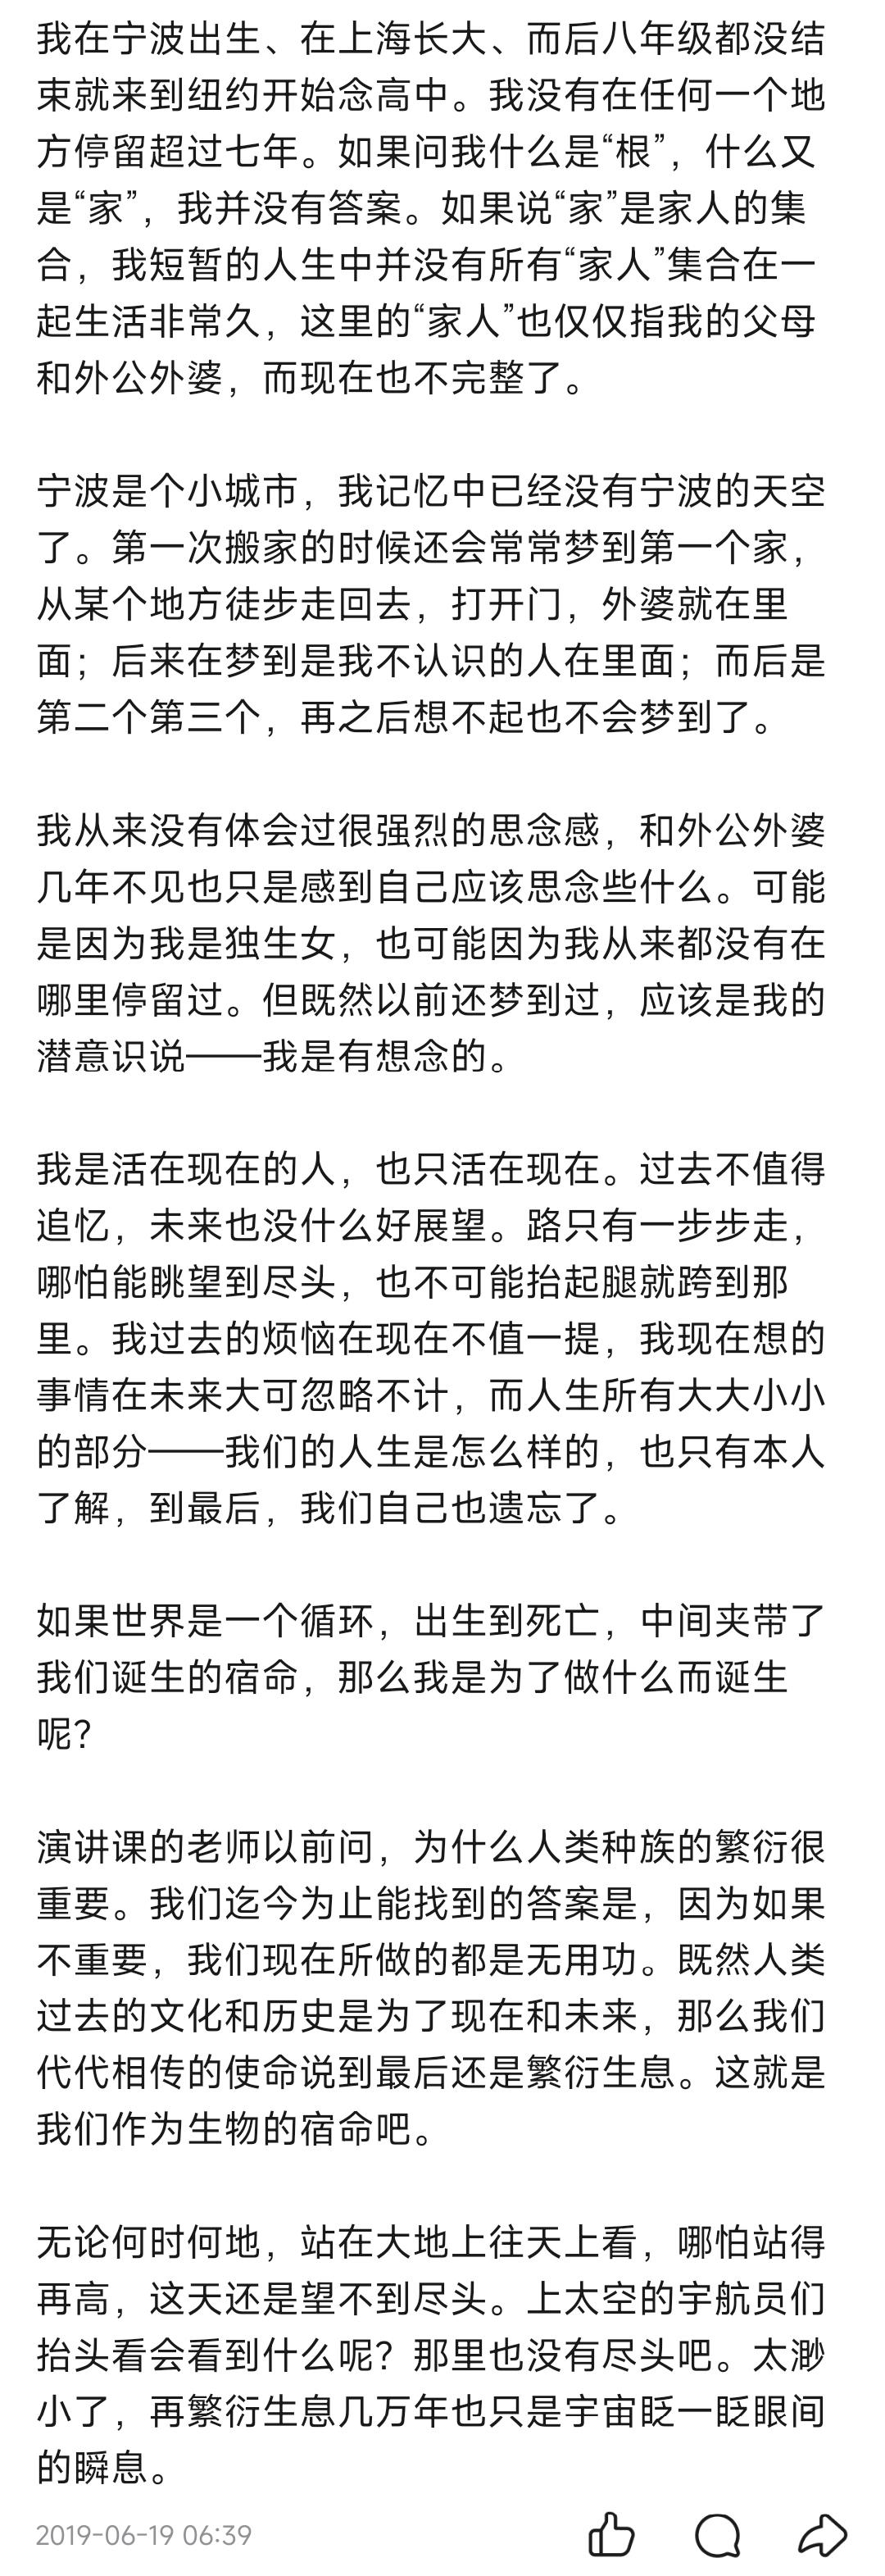 我在宁波出生、在上海长大、而后八年级都没结
束就来到纽约开始念高中。我没有在任何一个地
方停留超过七年。如果问我什么是“根”，什么又
是“家”，我并没有答案。如果说“家”是家人的集
合，我短暂的人生中并没有所有“家人”集合在一
起生活非常久，这里的“家人”也仅仅指我的父母
和外公外婆，而现在也不完整了。
宁波是个小城市，我记忆中已经没有宁波的天空
了。第一次搬家的时候还会常常梦到第一个家，
从某个地方徒步走回去，打开门，外婆就在里
面；后来在梦到是我不认识的人在里面；而后是
第二个第三个，再之后想不起也不会梦到了。
我从来没有体会过很强烈的思念感，和外公外婆
几年不见也只是感到自己应该思念些什么。可能
是因为我是独生女，也可能因为我从来都没有在
哪里停留过。但既然以前还梦到过，应该是我的
潜意识说——我是有想念的。
我是活在现在的人，也只活在现在。过去不值得
追忆，未来也没什么好展望。路只有一步步走，
哪怕能眺望到尽头，也不可能抬起腿就跨到那
里。我过去的烦恼在现在不值一提，我现在想的
事情在未来大可忽略不计，而人生所有大大小小
的部分——我们的人生是怎么样的，也只有本人
了解，到最后，我们自己也遗忘了。
如果世界是一个循环，出生到死亡，中间夹带了
我们诞生的宿命，那么我是为了做什么而诞生
呢？
演讲课的老师以前问，为什么人类种族的繁衍很
重要。我们迄今为止能找到的答案是，因为如果
不重要，我们现在所做的都是无用功。既然人类
过去的文化和历史是为了现在和未来，那么我们
代代相传的使命说到最后还是繁衍生息。这就是
我们作为生物的宿命吧。
无论何时何地，站在大地上往天上看，哪怕站得
再高，这天还是望不到尽头。上太空的宇航员们
抬头看会看到什么呢？那里也没有尽头吧。太渺
小了，再繁衍生息几万年也只是宇宙眨一眨眼间
的瞬息。
2019-06-19 06:39